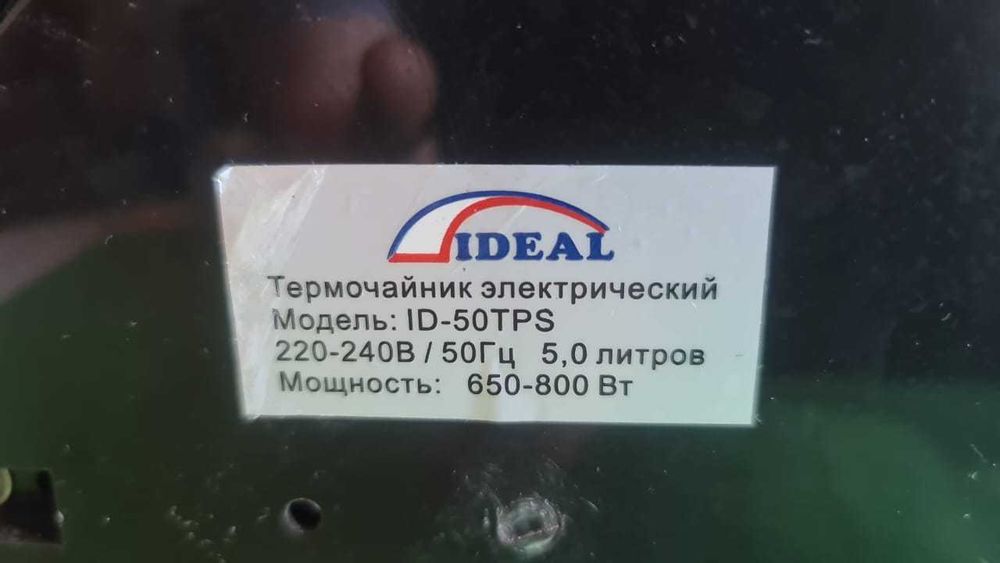 IDEAL
Термочайник электрический
Модель: ID-50TPS
220-240В / 50Гц 5,0 литров
Мощность: 650-800 Вт